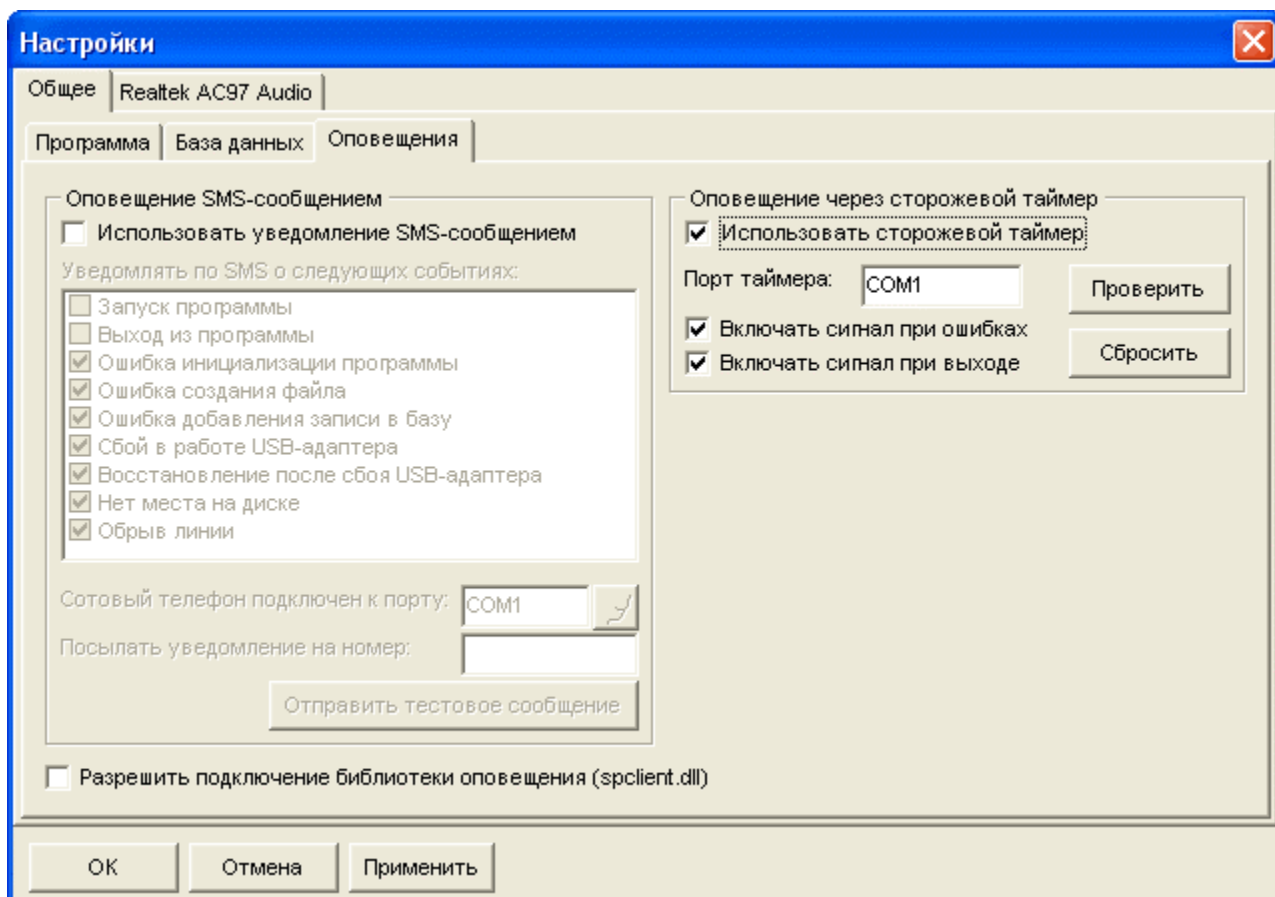 Настройки
Общее
Realtek AC97 Audio
Программа
База данных
Оповещения
Оповещение SMS-сообщением
Использовать уведомление SMS-сообщением
Уведомлять по SMS о следующих событиях:
Запуск программы
Выход из программы
Ошибка инициализации программы
Ошибка создания файла
Ошибка добавления записи в базу
Сбой в работе USB-адаптера
Восстановление после сбоя USB-адаптера
Нет места на диске
Обрыв линии
Сотовый телефон подключен к порту:
COM1
Посылать уведомление на номер:
Отправить тестовое сообщение
Оповещение через сторожевой таймер
Использовать сторожевой таймер
Порт таймера:
COM1
Проверить
Включать сигнал при ошибках
Включать сигнал при выходе
Сбросить
Разрешить подключение библиотеки оповещения (spclient.dll)
OK
Отмена
Применить